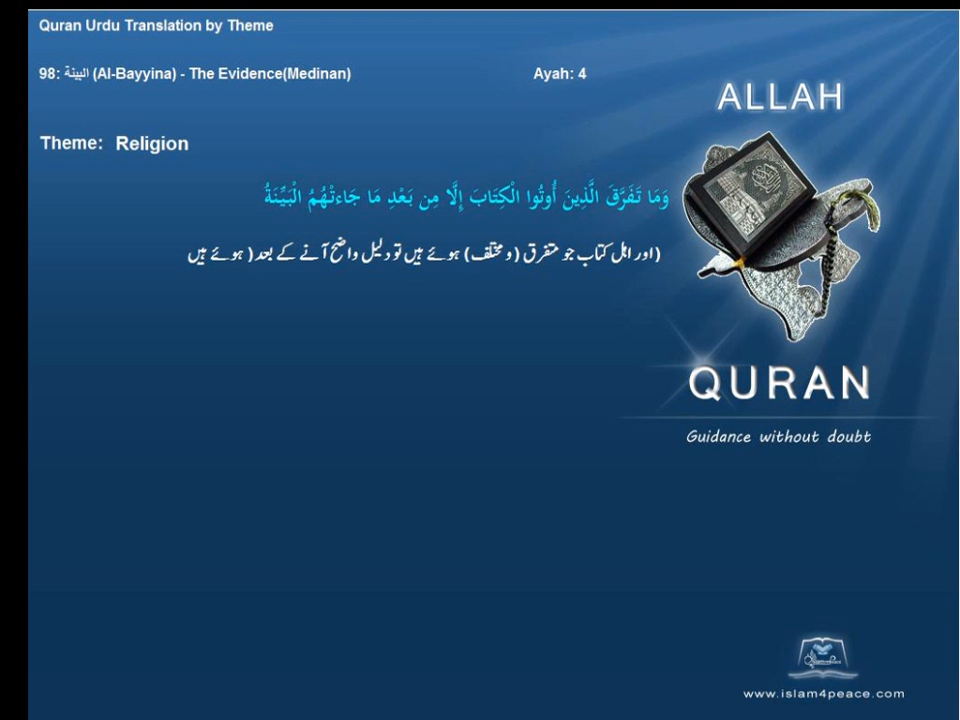 Quran Urdu Translation by Theme
98: البينة (Al-Bayyina) - The Evidence(Medinan) Ayah: 4
ALLAH
Theme: Religion
وَمَا تَفَرَّقَ الَّذِينَ أُوتُوا الْكِتَابَ إِلَّا مِن بَعْدِ مَا جَاءتْهُمُ الْبَيِّنَةُ
(اور اہل کتاب جو متفرق (و مختلف) ہوئے ہیں تو دلیل واضح آنے کے بعد( ہوئے ہیں
QURAN
Guidance without doubt
www.islam4peace.com